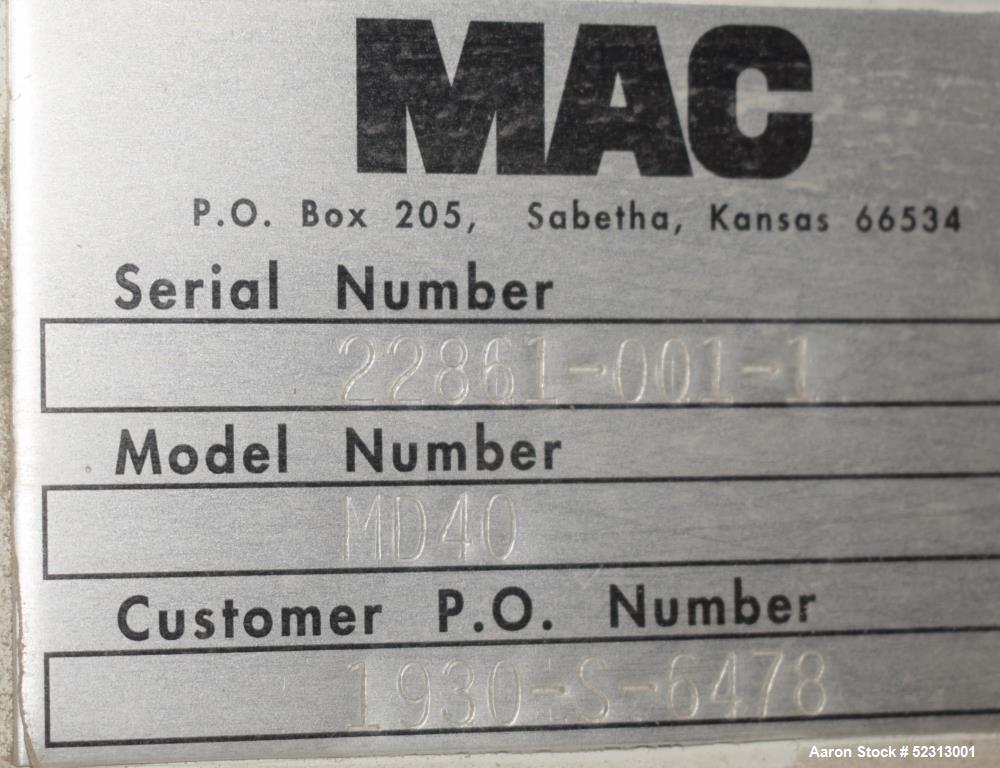 MAC
P.O. Box 205, Sabetha, Kansas 66534
Serial Number
22861-001-1
Model Number
MD40
Customer P.O. Number
1930-S-6478
Aaron Stock # 52313001